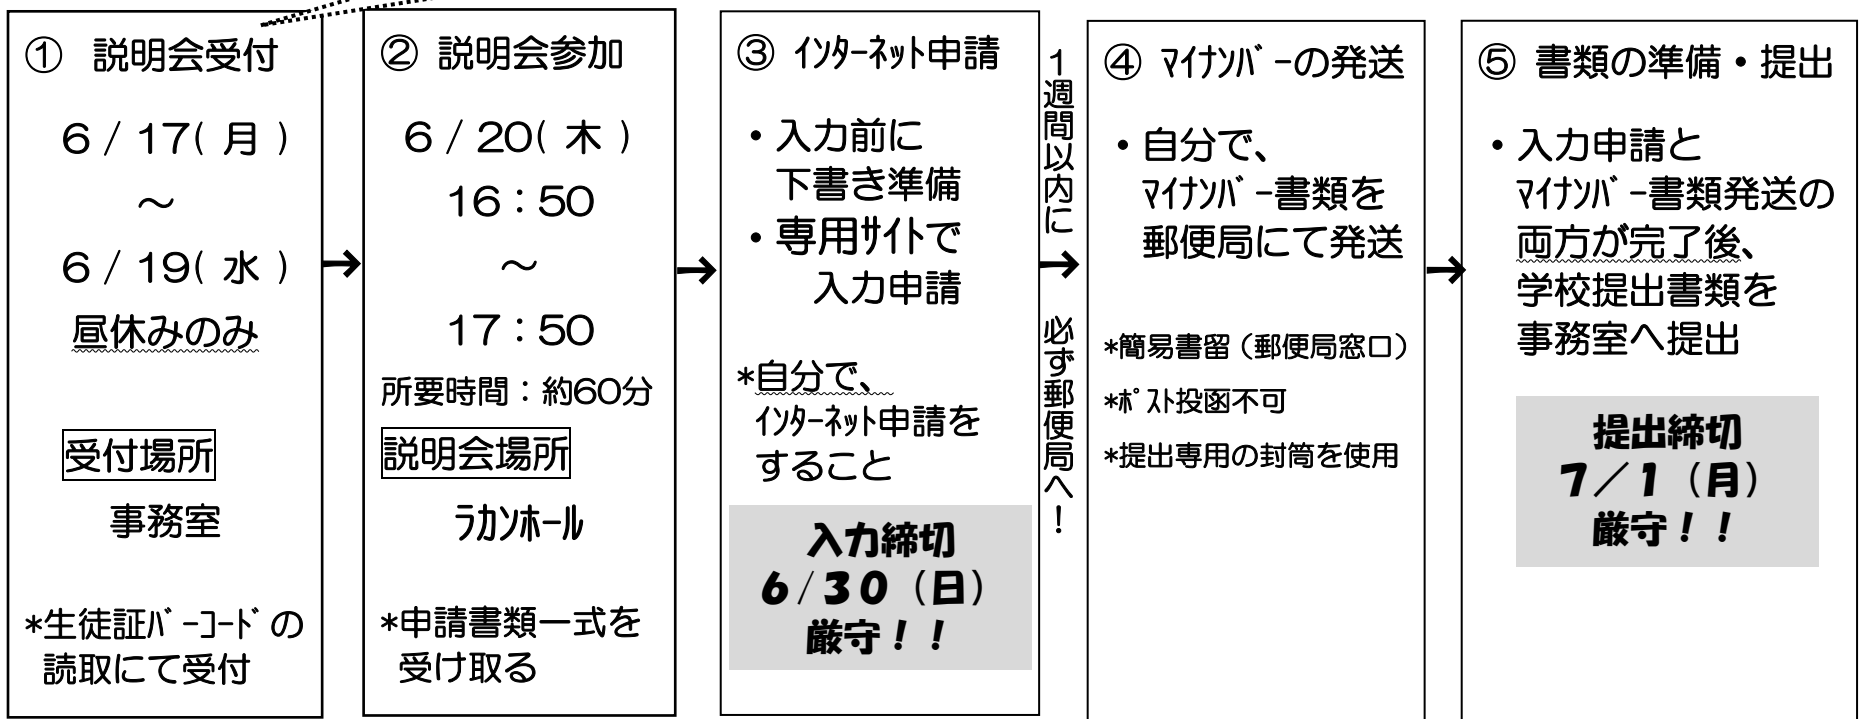 ① 説明会受付
６/17(月)
～
６/19(水)
昼休みのみ
受付場所
事務室
*生徒証ﾊﾞｰｺｰﾄﾞの
読取にて受付
② 説明会参加
６/20(木)
16：50
～
17：50
所要時間：約60分
説明会場所
ﾗｶﾝﾎｰﾙ
*申請書類一式を
受け取る
③ ｲﾝﾀｰﾈｯﾄ申請
・入力前に
下書き準備
・専用ｻｲﾄで
入力申請
*自分で、
ｲﾝﾀｰﾈｯﾄ申請を
すること
入力締切
６/３０（日）
厳守！！
１週間以内に
必ず郵便局へ！
④ ﾏｲﾅﾝﾊﾞｰの発送
・自分で、
ﾏｲﾅﾝﾊﾞｰ書類を
郵便局にて発送
*簡易書留（郵便局窓口）
*ﾎﾟｽﾄ投函不可
*提出専用の封筒を使用
⑤ 書類の準備・提出
・入力申請と
ﾏｲﾅﾝﾊﾞｰ書類発送の
両方が完了後、
学校提出書類を
事務室へ提出
提出締切
７／１（月）
厳守！！